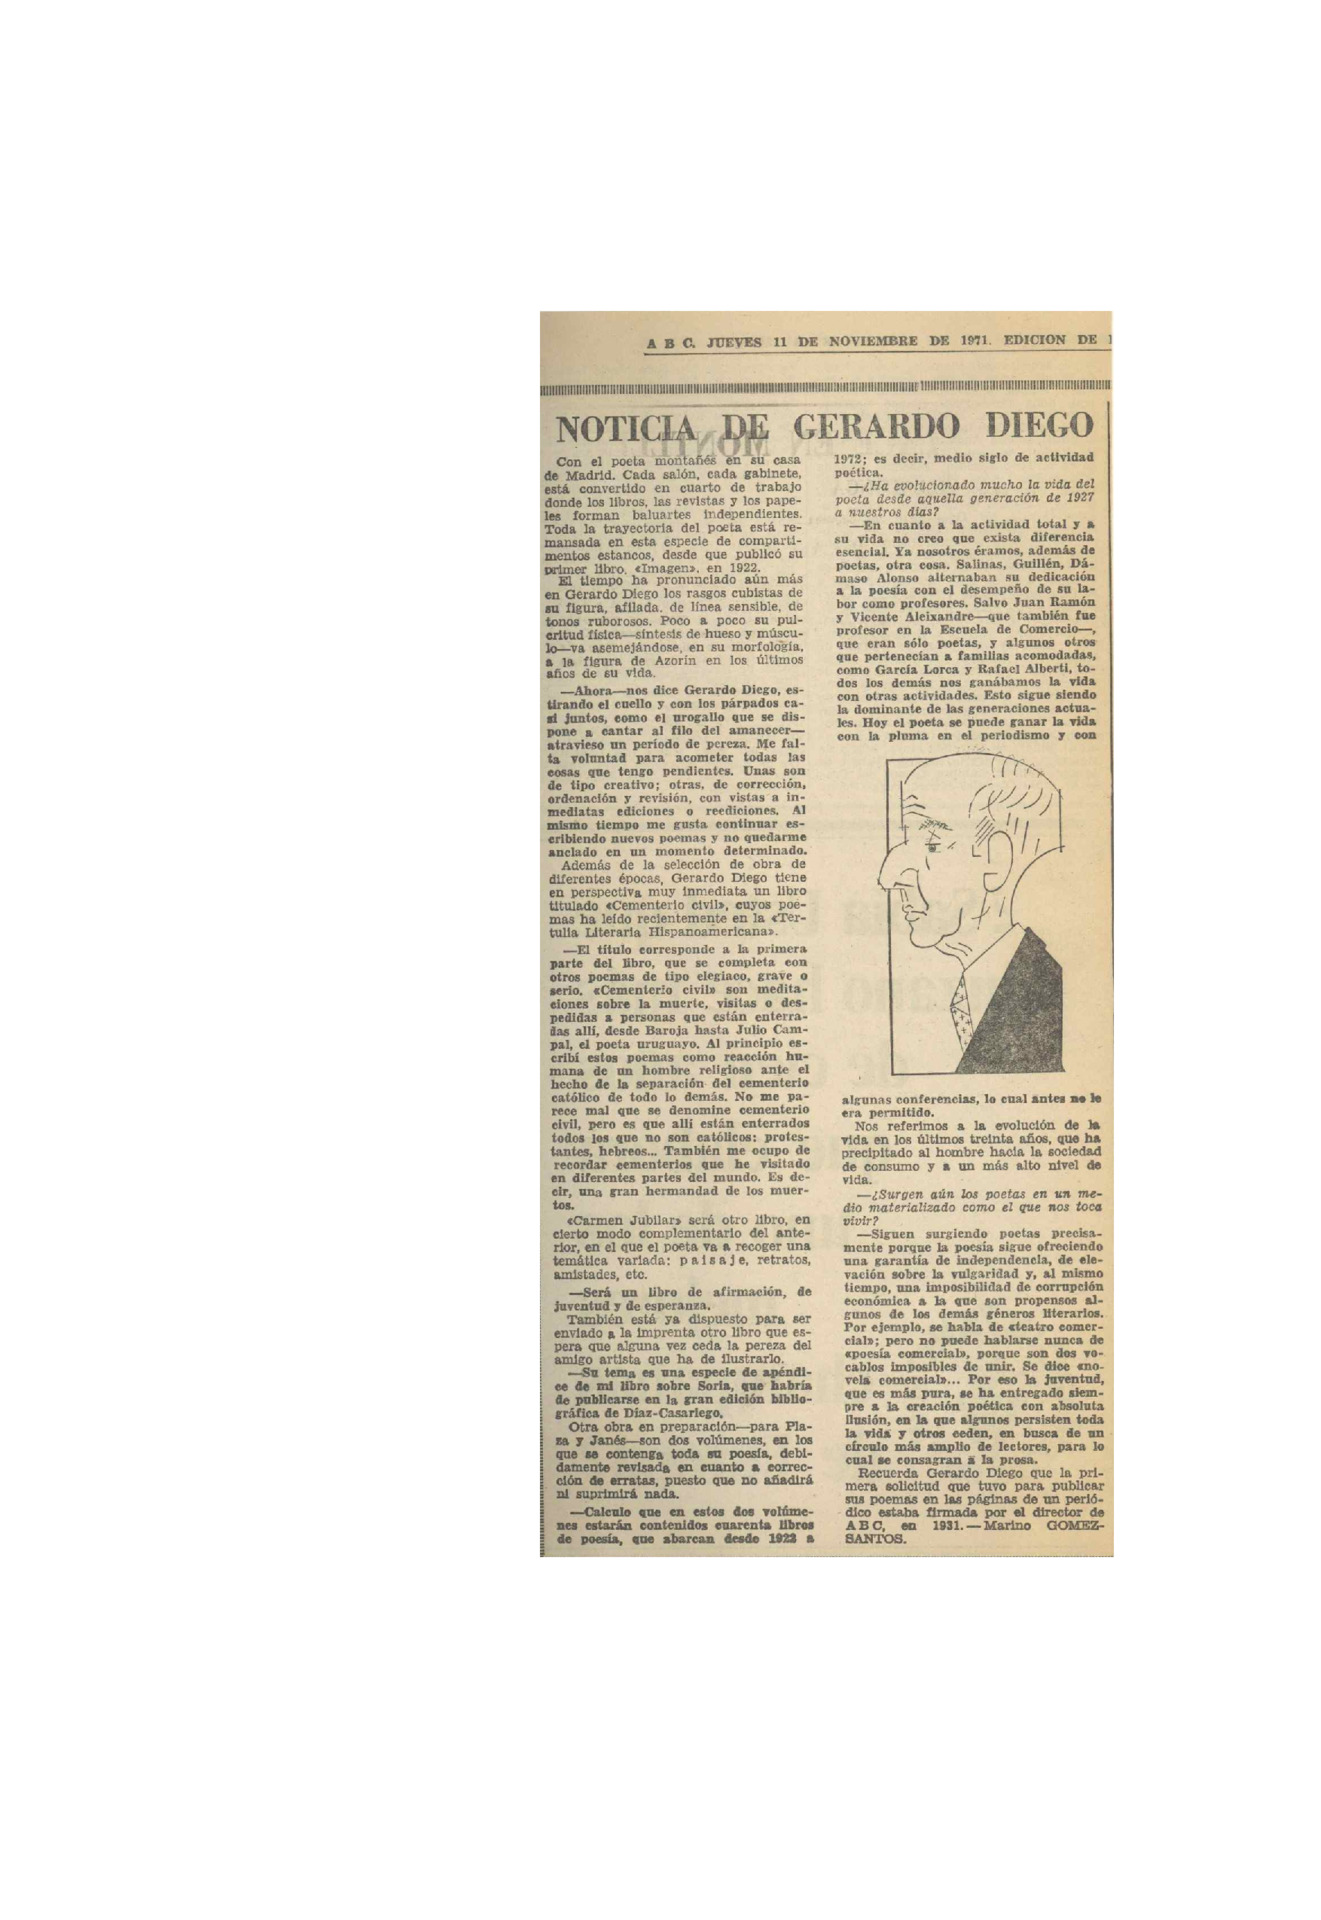 A B C. JUEVES 11 DE NOVIEMBRE DE 1971. EDICION DE
NOTICIA DE GERARDO DIEGO
Con el poeta montañés en su casa
de Madrid. Cada salón, cada gabinete,
está convertido en cuarto de trabajo
donde los libros, las revistas y los pape-
les forman baluartes independientes.
Toda la trayectoria del poeta está re-
mansada en esta especie de comparti-
mentos estancos, desde que publicó su
primer libro, «Imagen», en 1922.
El tiempo ha pronunciado aún más
en Gerardo Diego los rasgos cubistas de
su figura, afilada, de línea sensible, de
tonos ruborosos. Poco a poco su pul-
critud física—síntesis de hueso y múscu-
lo—va asemejándose, en su morfología,
a la figura de Azorín en los últimos
años de su vida.
—Ahora—nos dice Gerardo Diego, es-
tirando el cuello y con los párpados ca-
si juntos, como el urogallo que se dis-
pone a cantar al filo del amanecer—
atravieso un período de pereza. Me fal-
ta voluntad para acometer todas las
cosas que tengo pendientes. Unas son
de tipo creativo; otras, de corrección,
ordenación y revisión, con vistas a in-
mediatas ediciones o reediciones. Al
mismo tiempo me gusta continuar es-
cribiendo nuevos poemas y no quedarme
anclado en un momento determinado.
Además de la selección de obra de
diferentes épocas, Gerardo Diego tiene
en perspectiva muy inmediata un libro
titulado «Cementerio civil», cuyos poe-
mas ha leído recientemente en la «Ter-
tulia Literaria Hispanoamericana».
—El título corresponde a la primera
parte del libro, que se completa con
otros poemas de tipo elegíaco, grave o
serio. «Cementerio civil» son medita-
ciones sobre la muerte, visitas o des-
pedidas a personas que están enterra-
das allí, desde Baroja hasta Julio Cam-
pal, el poeta uruguayo. Al principio es-
cribí estos poemas como reacción hu-
mana de un hombre religioso ante el
hecho de la separación del cementerio
católico de todo lo demás. No me pa-
rece mal que se denomine cementerio
civil, pero es que allí están enterrados
todos los que no son católicos: protes-
tantes, hebreos... También me ocupo de
recordar cementerios que he visitado
en diferentes partes del mundo. Es de-
cir, una gran hermandad de los muer-
tos.
«Carmen Jubilar» será otro libro, en
cierto modo complementario del ante-
rior, en el que el poeta va a recoger una
temática variada: paisaje, retratos,
amistades, etc.
—Será un libro de afirmación, de
juventud y de esperanza.
También está ya dispuesto para ser
enviado a la imprenta otro libro que es-
pera que alguna vez ceda la pereza del
amigo artista que ha de ilustrarlo.
—Su tema es una especie de apéndi-
ce de mi libro sobre Soria, que habría
de publicarse en la gran edición biblio-
gráfica de Díaz-Casariego.
Otra obra en preparación—para Pla-
za y Janés—son dos volúmenes, en los
que se contenga toda su poesía, debi-
damente revisada en cuanto a correc-
ción de erratas, puesto que no añadirá
ni suprimirá nada.
—Calculo que en estos dos volúme-
nes estarán contenidos cuarenta libros
de poesía, que abarcan desde 1922 a
1972; es decir, medio siglo de actividad
poética.
—¿Ha evolucionado mucho la vida del
poeta desde aquella generación de 1927
a nuestros días?
—En cuanto a la actividad total y a
su vida no creo que exista diferencia
esencial. Ya nosotros éramos, además de
poetas, otra cosa. Salinas, Guillén, Dá-
maso Alonso alternaban su dedicación
a la poesía con el desempeño de su la-
bor como profesores. Salvo Juan Ramón
y Vicente Aleixandre—que también fue
profesor en la Escuela de Comercio—,
que eran sólo poetas, y algunos otros
que pertenecían a familias acomodadas,
como García Lorca y Rafael Alberti, to-
dos los demás nos ganábamos la vida
con otras actividades. Esto sigue siendo
la dominante de las generaciones actua-
les. Hoy el poeta se puede ganar la vida
con la pluma en el periodismo y con
algunas conferencias, lo cual antes no le
era permitido.
Nos referimos a la evolución de la
vida en los últimos treinta años, que ha
precipitado al hombre hacia la sociedad
de consumo y a un más alto nivel de
vida.
—¿Surgen aún los poetas en un me-
dio materializado como el que nos toca
vivir?
—Siguen surgiendo poetas precisa-
mente porque la poesía sigue ofreciendo
una garantía de independencia, de ele-
vación sobre la vulgaridad y, al mismo
tiempo, una imposibilidad de corrupción
económica a la que son propensos al-
gunos de los demás géneros literarios.
Por ejemplo, se habla de «teatro comer-
cial»; pero no puede hablarse nunca de
«poesía comercial», porque son dos vo-
cablos imposibles de unir. Se dice «no-
vela comercial»... Por eso la juventud,
que es más pura, se ha entregado siem-
pre a la creación poética con absoluta
ilusión, en la que algunos persisten toda
la vida y otros ceden, en busca de un
círculo más amplio de lectores, para lo
cual se consagran a la prosa.
Recuerda Gerardo Diego que la pri-
mera solicitud que tuvo para publicar
sus poemas en las páginas de un perió-
dico estaba firmada por el director de
A B C, en 1931.—Marino GOMEZ-
SANTOS.